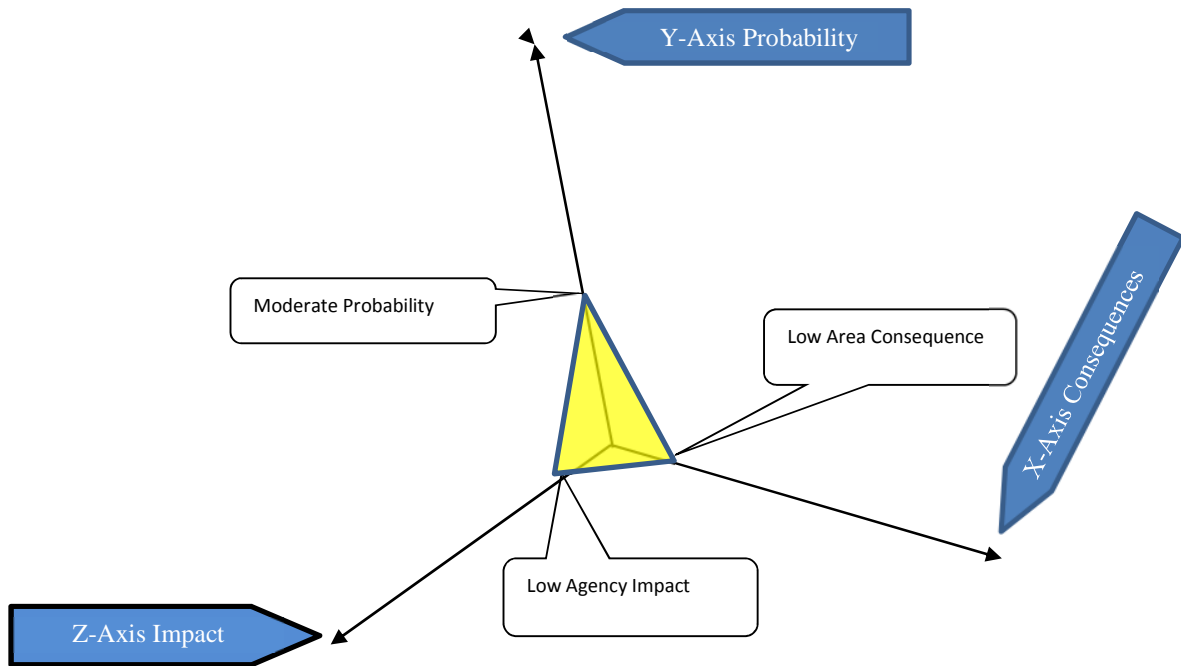 Y-Axis Probability
Moderate Probability
Low Area Consequence
X-Axis Consequences
Low Agency Impact
Z-Axis Impact